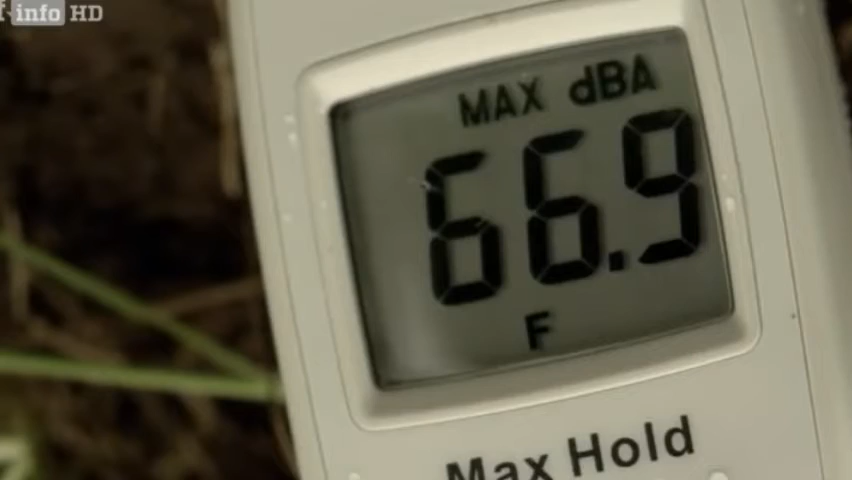 info HD
MAX dBA
66.9
F
Max Hold